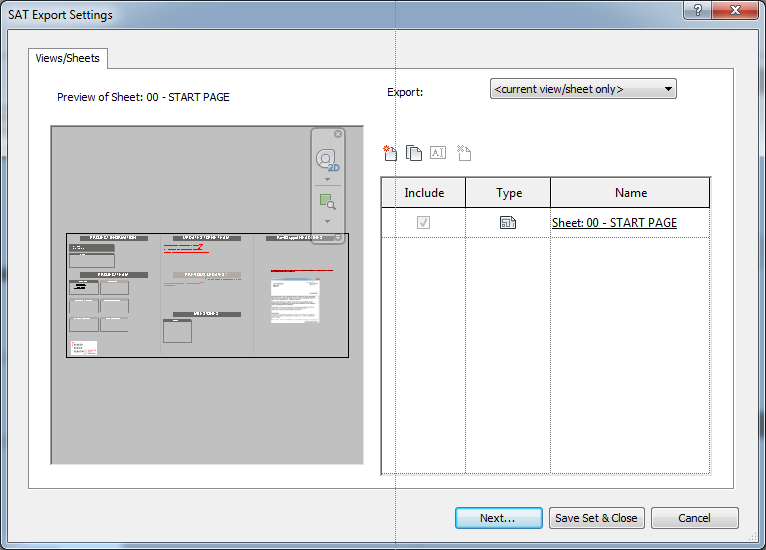 SAT Export Settings
Views/Sheets
Preview of Sheet: 00 - START PAGE
Export:
<current view/sheet only>
2D
Include Type Name
Sheet: 00 - START PAGE
Next...
Save Set & Close
Cancel